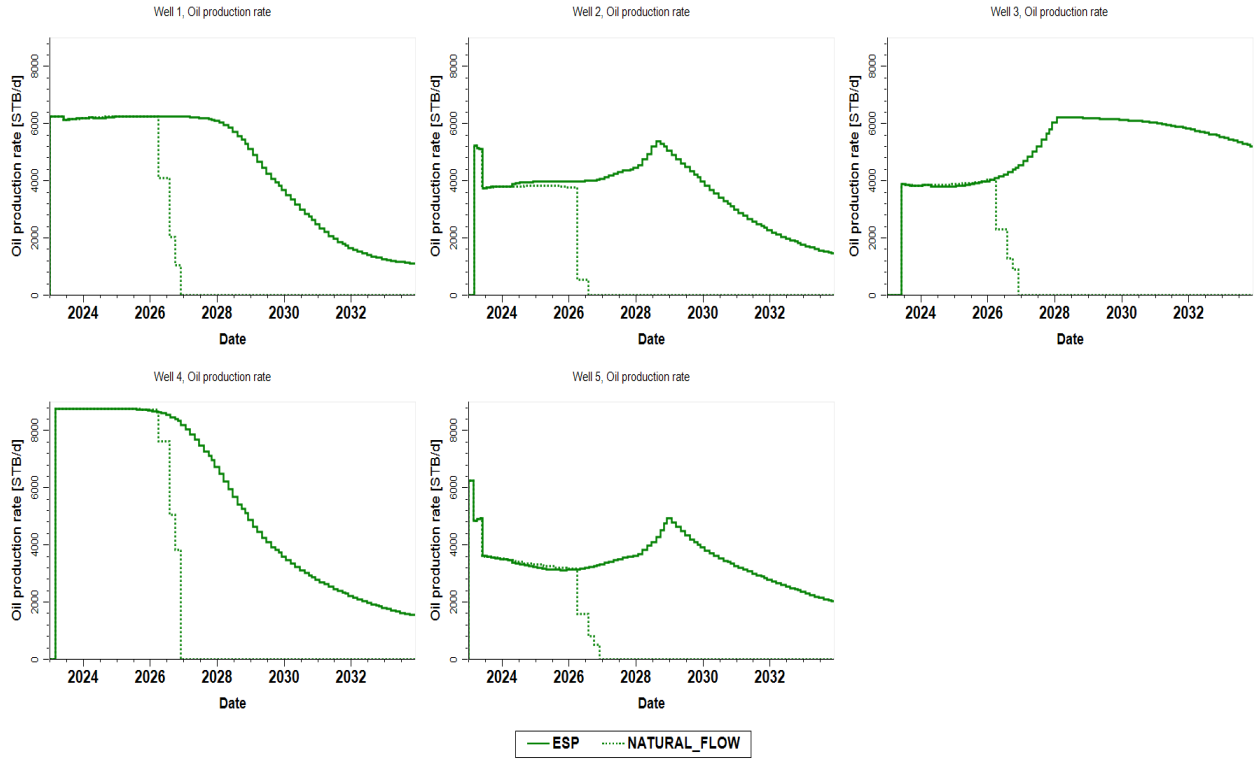 Well 1, Oil production rate
Oil production rate [STB/d]
8000
6000
4000
2000
0
2024 2026 2028 2030 2032
Date
Well 2, Oil production rate
Oil production rate [STB/d]
8000
6000
4000
2000
0
2024 2026 2028 2030 2032
Date
Well 3, Oil production rate
Oil production rate [STB/d]
8000
6000
4000
2000
0
2024 2026 2028 2030 2032
Date
Well 4, Oil production rate
Oil production rate [STB/d]
8000
6000
4000
2000
0
2024 2026 2028 2030 2032
Date
Well 5, Oil production rate
Oil production rate [STB/d]
8000
6000
4000
2000
0
2024 2026 2028 2030 2032
Date
ESP NATURAL_FLOW